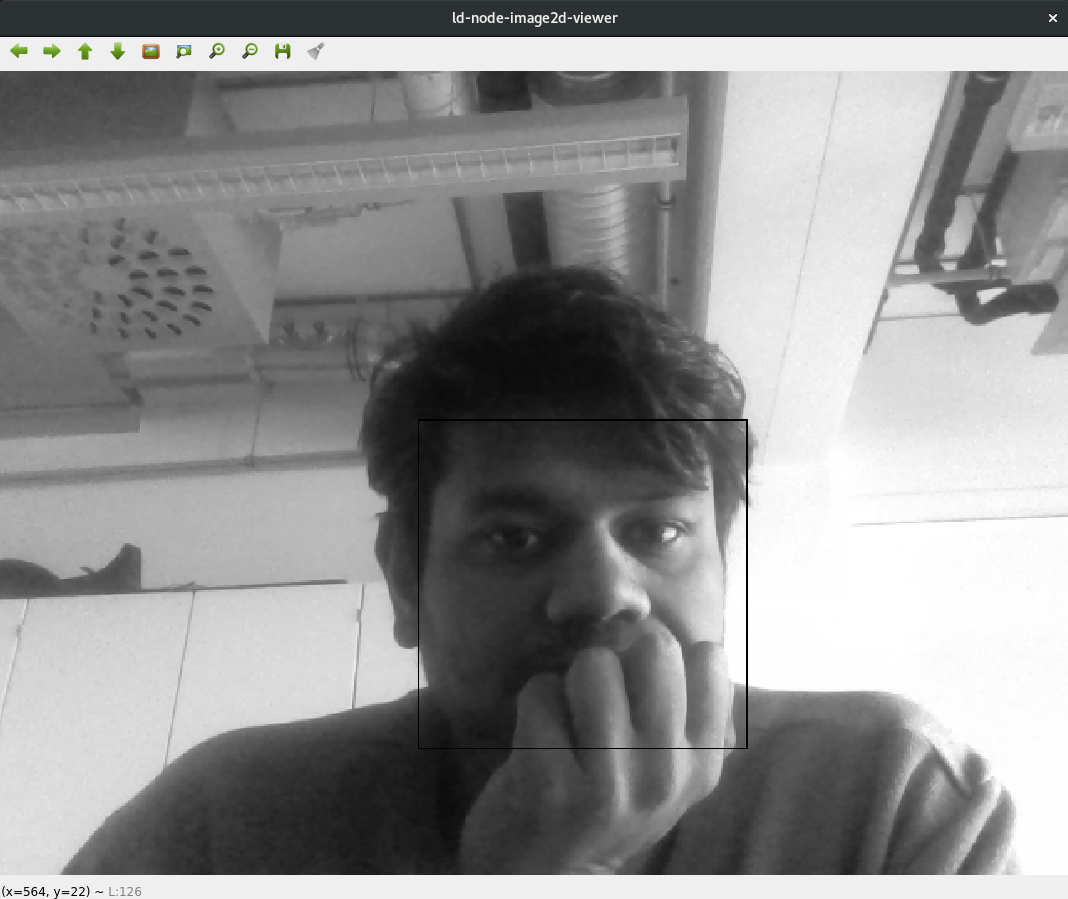 ld-node-image2d-viewer
(x=564, y=22) ~ L:126